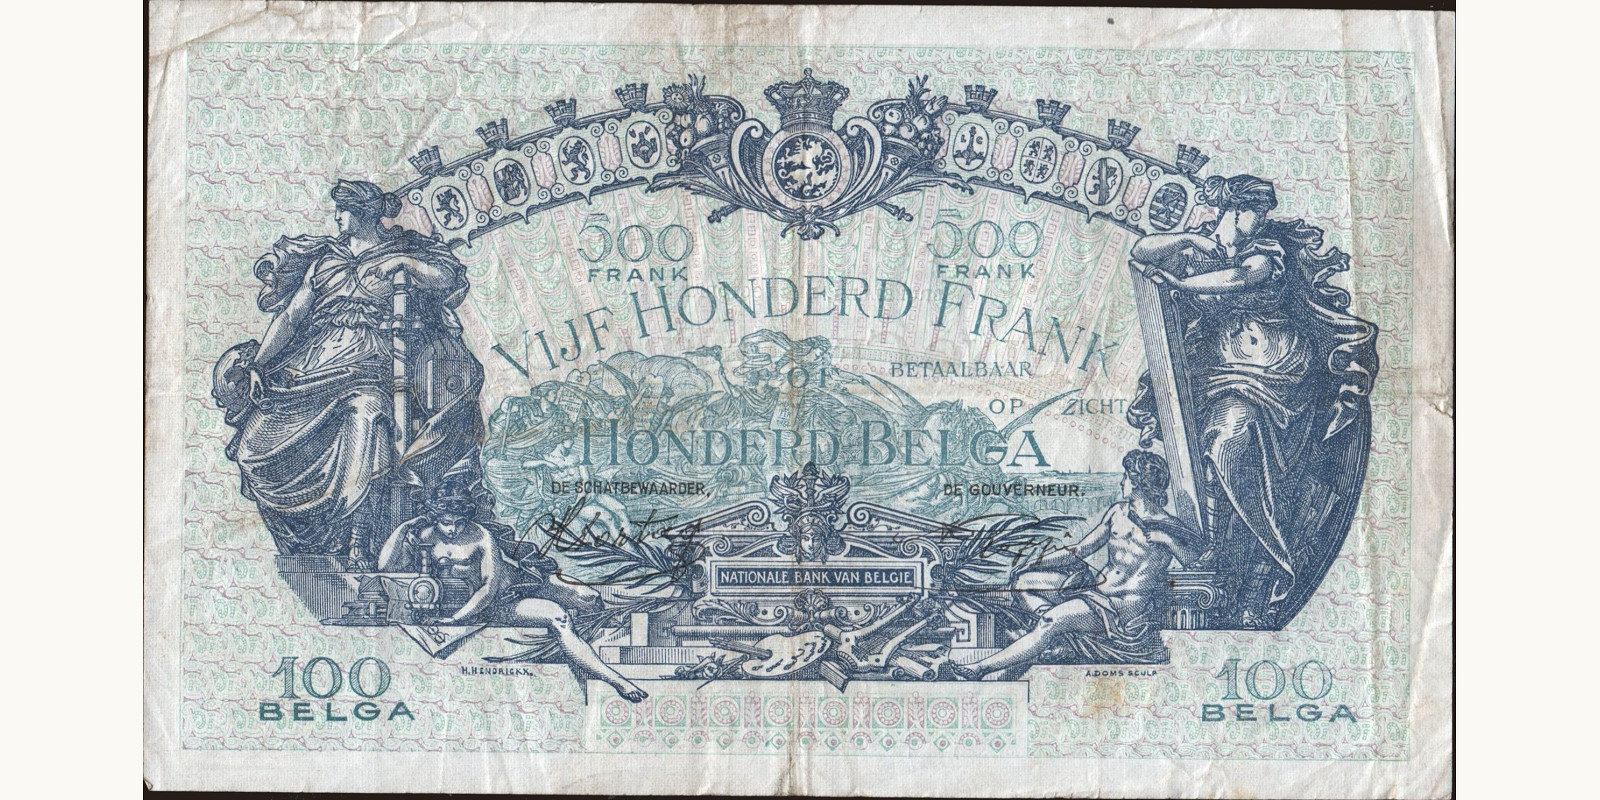 500 500
FRANK FRANK
VIJF HONDERD FRANK
OF BETAALBAAR
OP ZICHT
HONDERD BELGA
DE SCHATBEWAARDER, DE GOUVERNEUR.
NATIONALE BANK VAN BELGIE
H. HENDRICKX. A. DOMS SCULP
100 100
BELGA BELGA